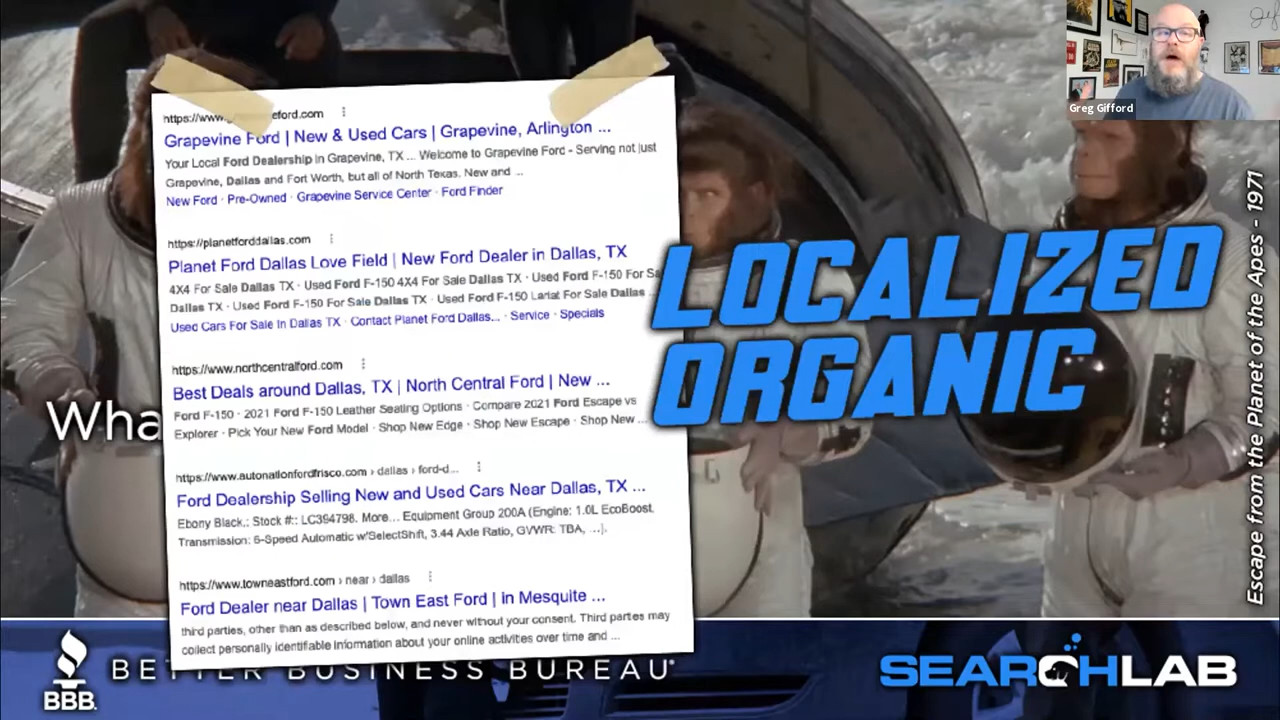 Greg Gifford
https://www. eford.com
Grapevine Ford | New & Used Cars | Grapevine, Arlington ...
Your Local Ford Dealership in Grapevine, TX ... Welcome to Grapevine Ford - Serving not just
Grapevine, Dallas and Fort Worth, but all of North Texas. New and ...
New Ford · Pre-Owned · Grapevine Service Center · Ford Finder
https://planetforddallas.com
Planet Ford Dallas Love Field | New Ford Dealer in Dallas, TX
4X4 For Sale Dallas TX · Used Ford F-150 4X4 For Sale Dallas TX · Used Ford F-150 For Sa
Dallas TX · Used Ford F-150 For Sale Dallas TX · Used Ford F-150 Lariat For Sale Dallas ...
Used Cars For Sale In Dallas TX · Contact Planet Ford Dallas... · Service · Specials
https://www.northcentralford.com
Best Deals around Dallas, TX | North Central Ford | New ...
Ford F-150 · 2021 Ford F-150 Leather Seating Options · Compare 2021 Ford Escape vs
Explorer · Pick Your New Ford Model · Shop New Edge · Shop New Escape · Shop New ...
https://www.autonationfordfrisco.com › dallas › ford-d...
Ford Dealership Selling New and Used Cars Near Dallas, TX ...
Ebony Black,: Stock #:: LC394798. More... Equipment Group 200A (Engine: 1.0L EcoBoost,
Transmission: 6-Speed Automatic w/SelectShift, 3.44 Axle Ratio, GVWR: TBA, ...].
https://www.towneastford.com › near › dallas
Ford Dealer near Dallas | Town East Ford | in Mesquite ...
third parties, other than as described below, and never without your consent. Third parties may
collect personally identifiable information about your online activities over time and ...
LOCALIZED
ORGANIC
Wha
Escape from the Planet of the Apes - 1971
BBB.
BETTER BUSINESS BUREAU®
SEARCHLAB